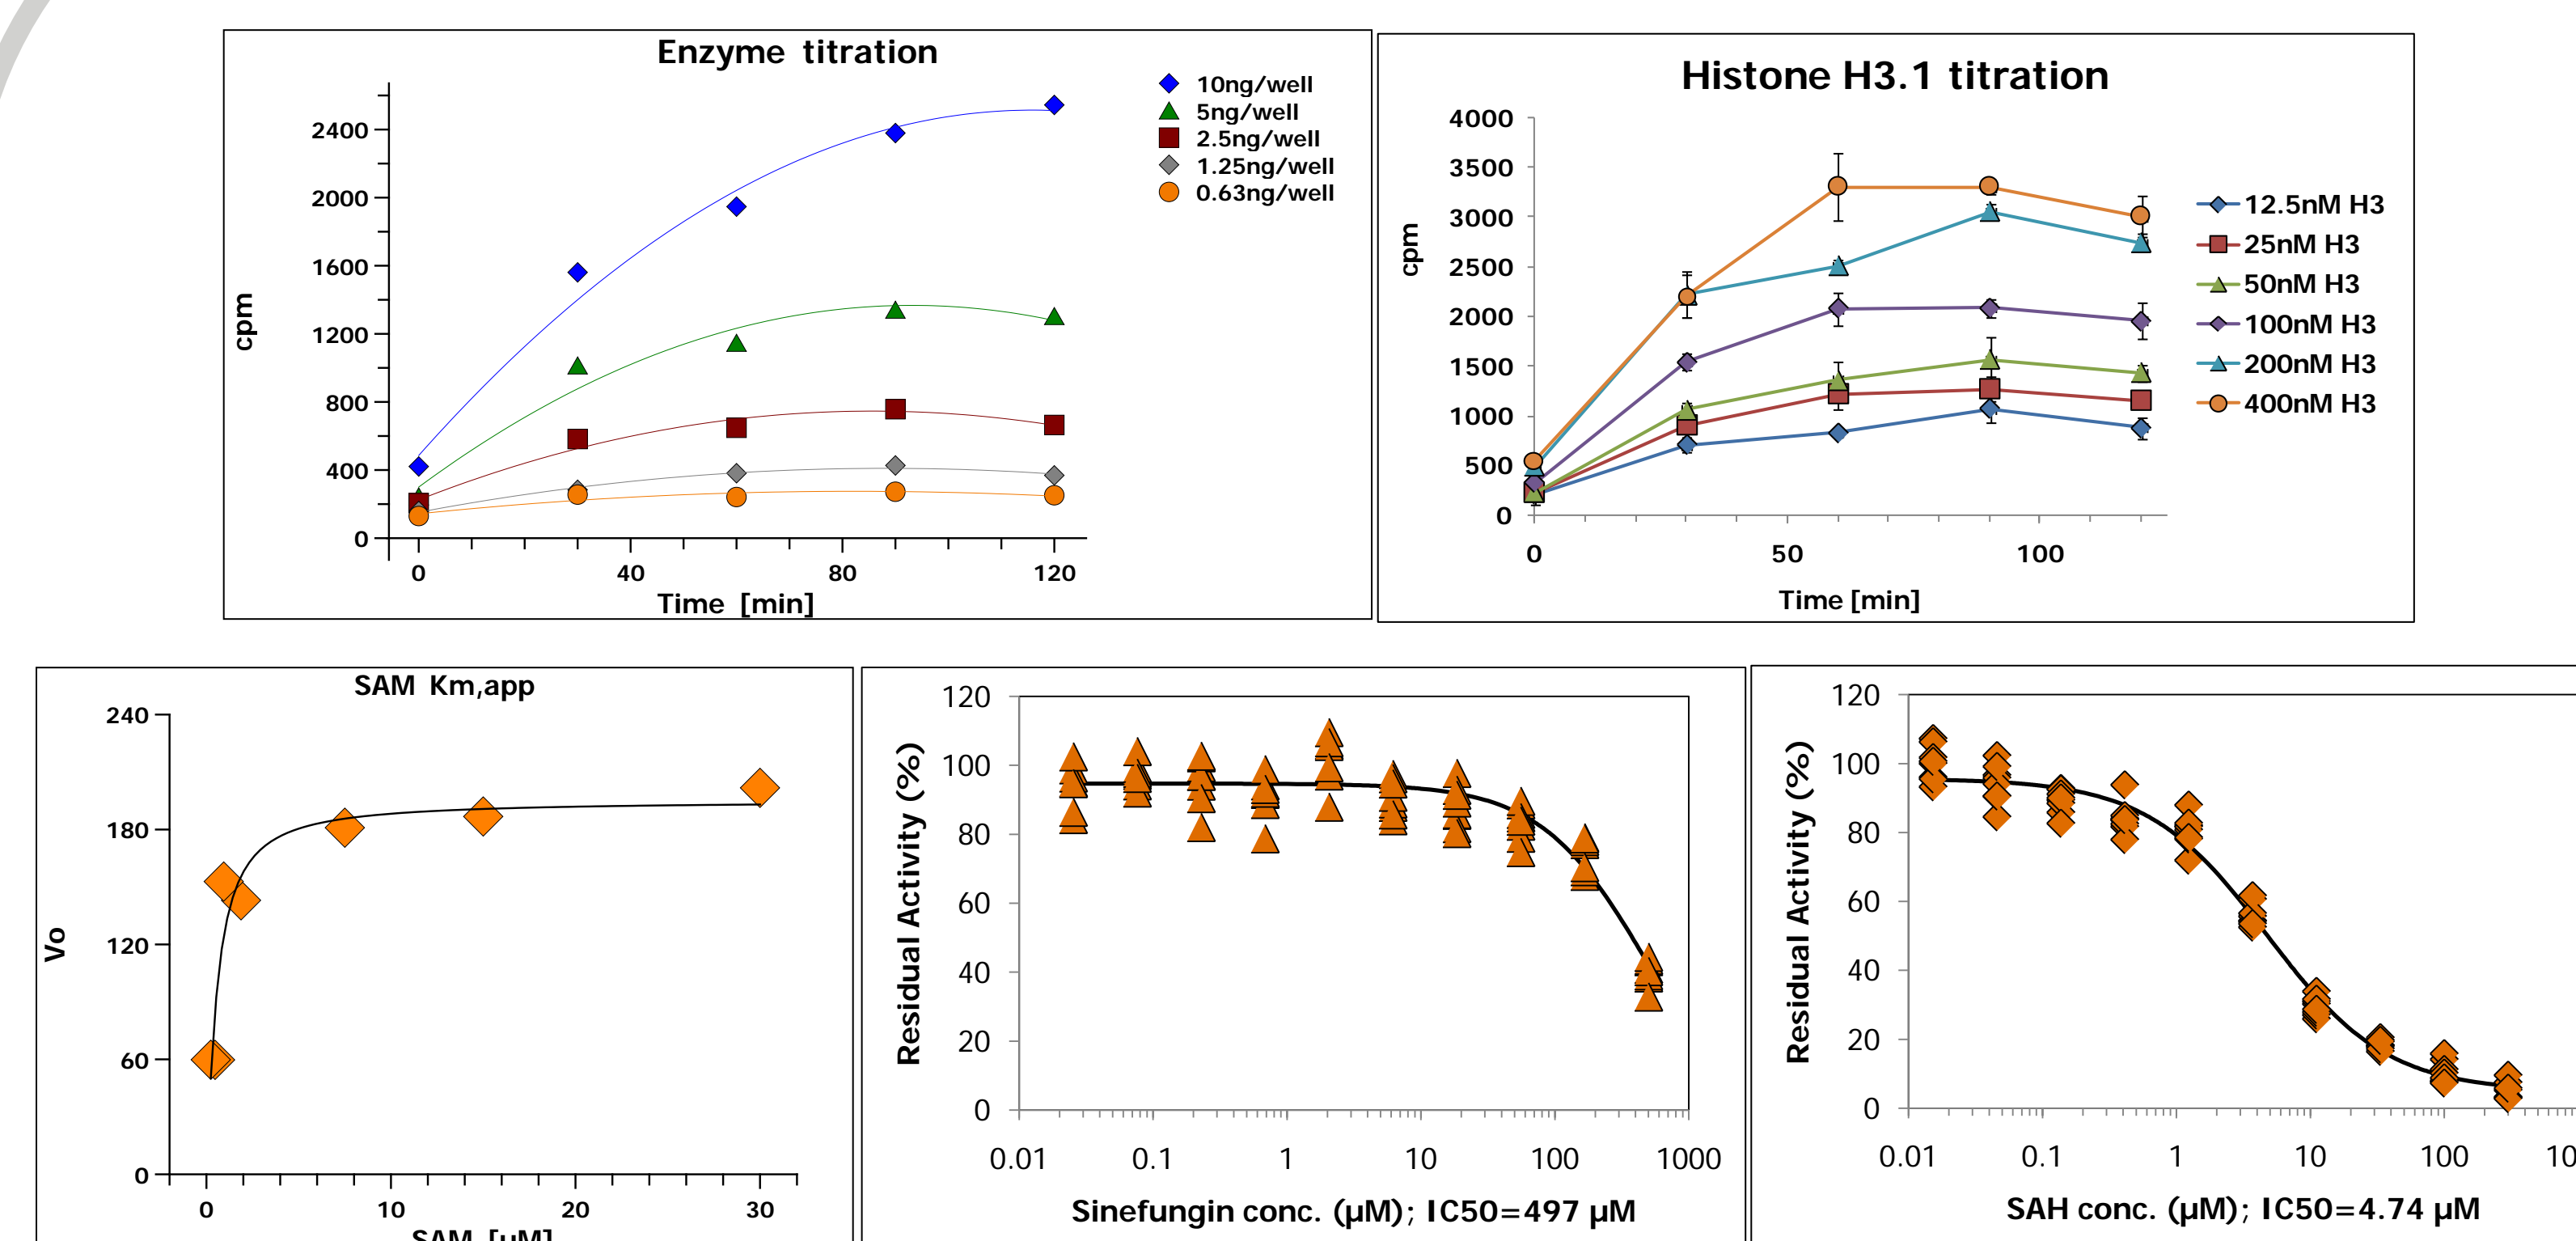 Enzyme titration
cpm
2400
2000
1600
1200
800
400
0
0 40 80 120
Time [min]
10ng/well
5ng/well
2.5ng/well
1.25ng/well
0.63ng/well
Histone H3.1 titration
cpm
4000
3500
3000
2500
2000
1500
1000
500
0
0 50 100
Time [min]
12.5nM H3
25nM H3
50nM H3
100nM H3
200nM H3
400nM H3
SAM Km,app
Vo
240
180
120
60
0
0 10 20 30
SAM [µM]
Residual Activity (%)
120
100
80
60
40
20
0
0.01 0.1 1 10 100 1000
Sinefungin conc. (µM); IC50=497 µM
Residual Activity (%)
120
100
80
60
40
20
0
0.01 0.1 1 10 100
SAH conc. (µM); IC50=4.74 µM